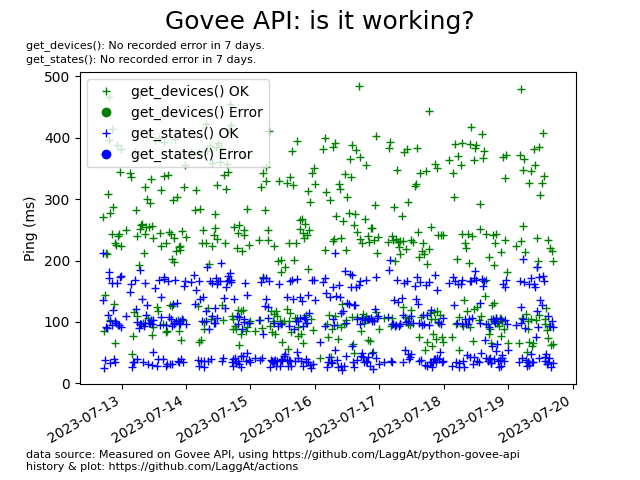 Govee API: is it working?
get_devices(): No recorded error in 7 days.
get_states(): No recorded error in 7 days.
500
400
300
200
100
0
Ping (ms)
get_devices() OK
get_devices() Error
get_states() OK
get_states() Error
2023-07-13
2023-07-14
2023-07-15
2023-07-16
2023-07-17
2023-07-18
2023-07-19
2023-07-20
data source: Measured on Govee API, using https://github.com/LaggAt/python-govee-api
history & plot: https://github.com/LaggAt/actions